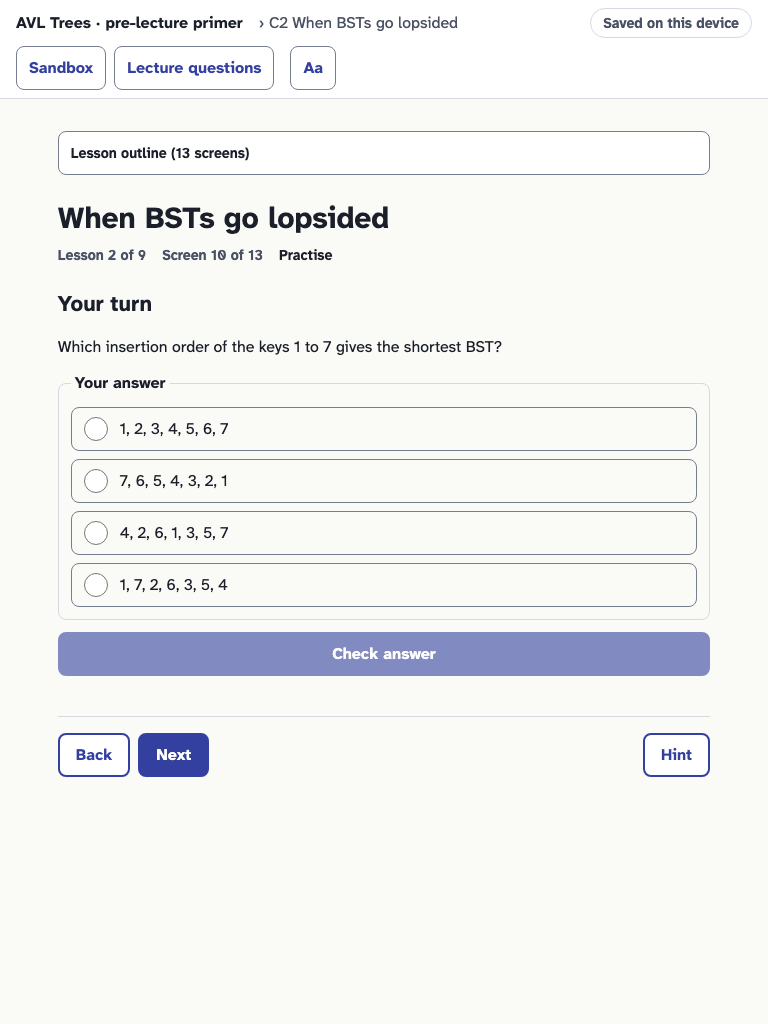 AVL Trees · pre-lecture primer › C2 When BSTs go lopsided Saved on this device
Sandbox Lecture questions Aa
Lesson outline (13 screens)
When BSTs go lopsided
Lesson 2 of 9 Screen 10 of 13 Practise
Your turn
Which insertion order of the keys 1 to 7 gives the shortest BST?
Your answer
1, 2, 3, 4, 5, 6, 7
7, 6, 5, 4, 3, 2, 1
4, 2, 6, 1, 3, 5, 7
1, 7, 2, 6, 3, 5, 4
Check answer
Back Next Hint